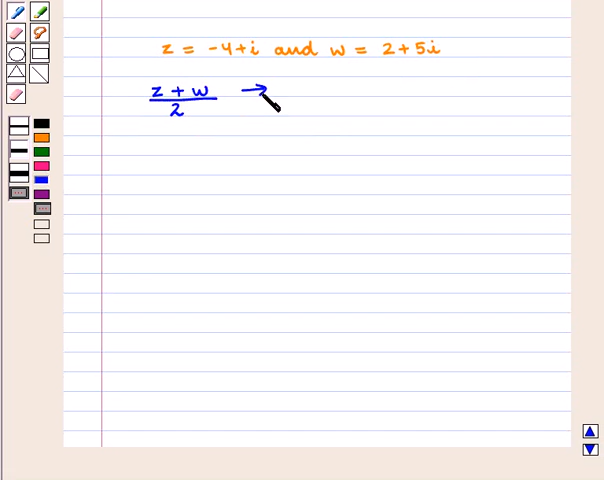 z = -4+i and w = 2+5i
z + w →
2